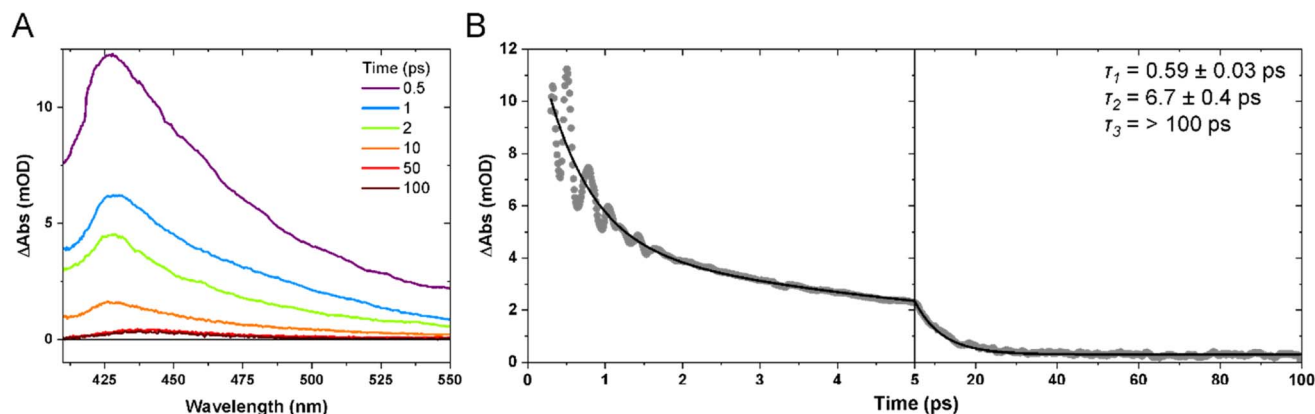 A
Time (ps)
0.5
1
2
10
50
100
10
5
0
ΔAbs (mOD)
425 450 475 500 525 550
Wavelength (nm)
B
τ1 = 0.59 ± 0.03 ps
τ2 = 6.7 ± 0.4 ps
τ3 = > 100 ps
12
10
8
6
4
2
0
ΔAbs (mOD)
0 1 2 3 4 5 20 40 60 80 100
Time (ps)